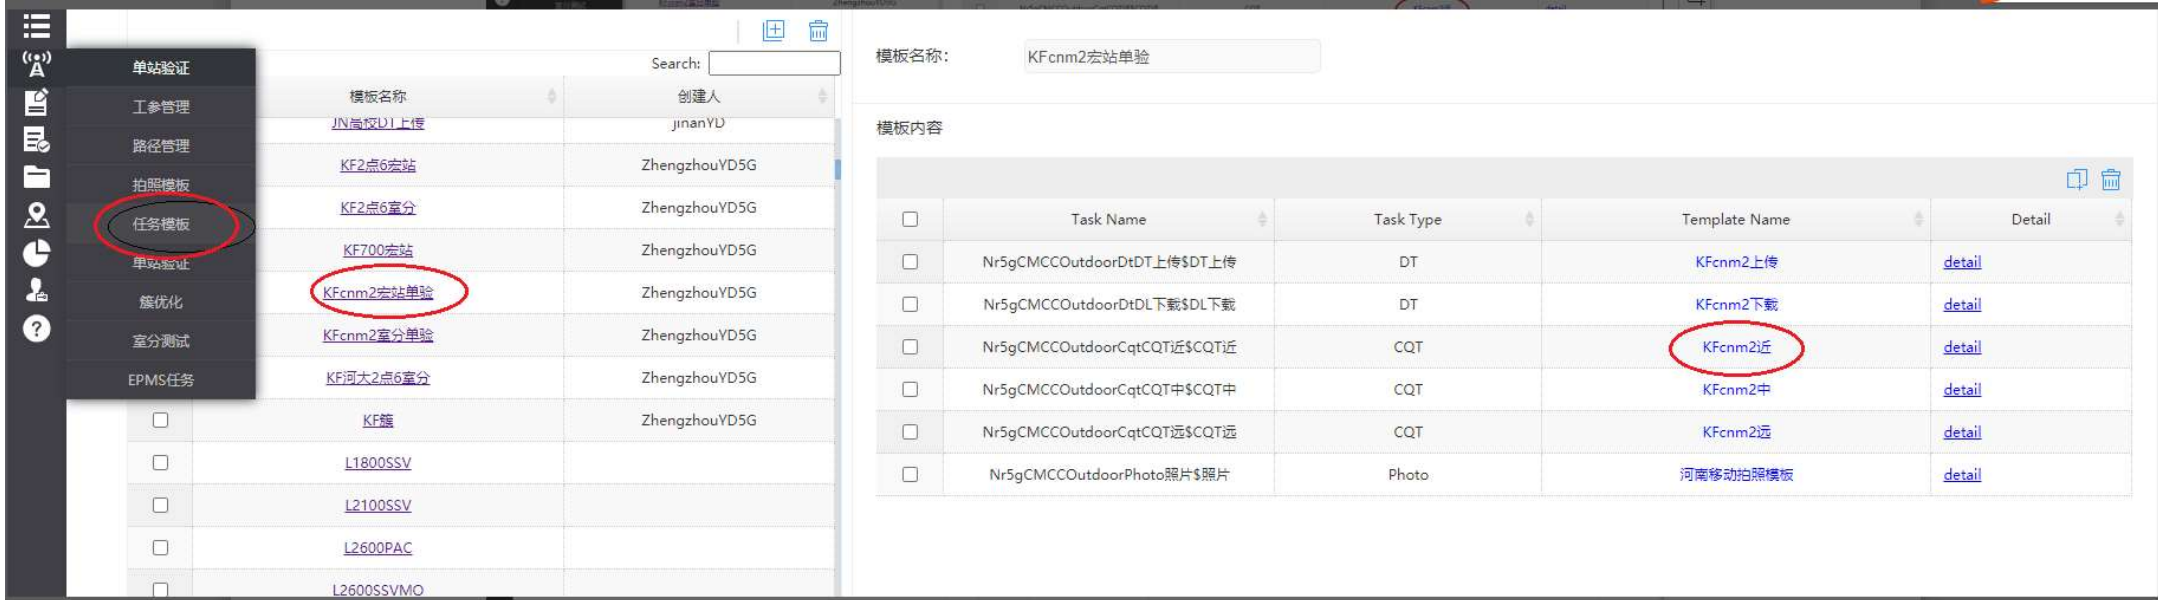 单站验证
工参管理
路径管理
拍照模板
任务模板
单站验证
簇优化
室分测试
EPMS任务
Search:
模板名称 创建人
JN高校DT上传 jinanYD
KF2点6宏站 ZhengzhouYD5G
KF2点6室分 ZhengzhouYD5G
KF700宏站 ZhengzhouYD5G
KFcnm2宏站单验 ZhengzhouYD5G
KFcnm2室分单验 ZhengzhouYD5G
KF河大2点6室分 ZhengzhouYD5G
KF簇 ZhengzhouYD5G
L1800SSV
L2100SSV
L2600PAC
L2600SSVMO
模板名称: KFcnm2宏站单验
模板内容
Task Name Task Type Template Name Detail
Nr5gCMCCOutdoorDtDT上传$DT上传 DT KFcnm2上传 detail
Nr5gCMCCOutdoorDtDL下载$DL下载 DT KFcnm2下载 detail
Nr5gCMCCOutdoorCqtCQT近$CQT近 CQT KFcnm2近 detail
Nr5gCMCCOutdoorCqtCQT中$CQT中 CQT KFcnm2中 detail
Nr5gCMCCOutdoorCqtCQT远$CQT远 CQT KFcnm2远 detail
Nr5gCMCCOutdoorPhoto照片$照片 Photo 河南移动拍照模板 detail